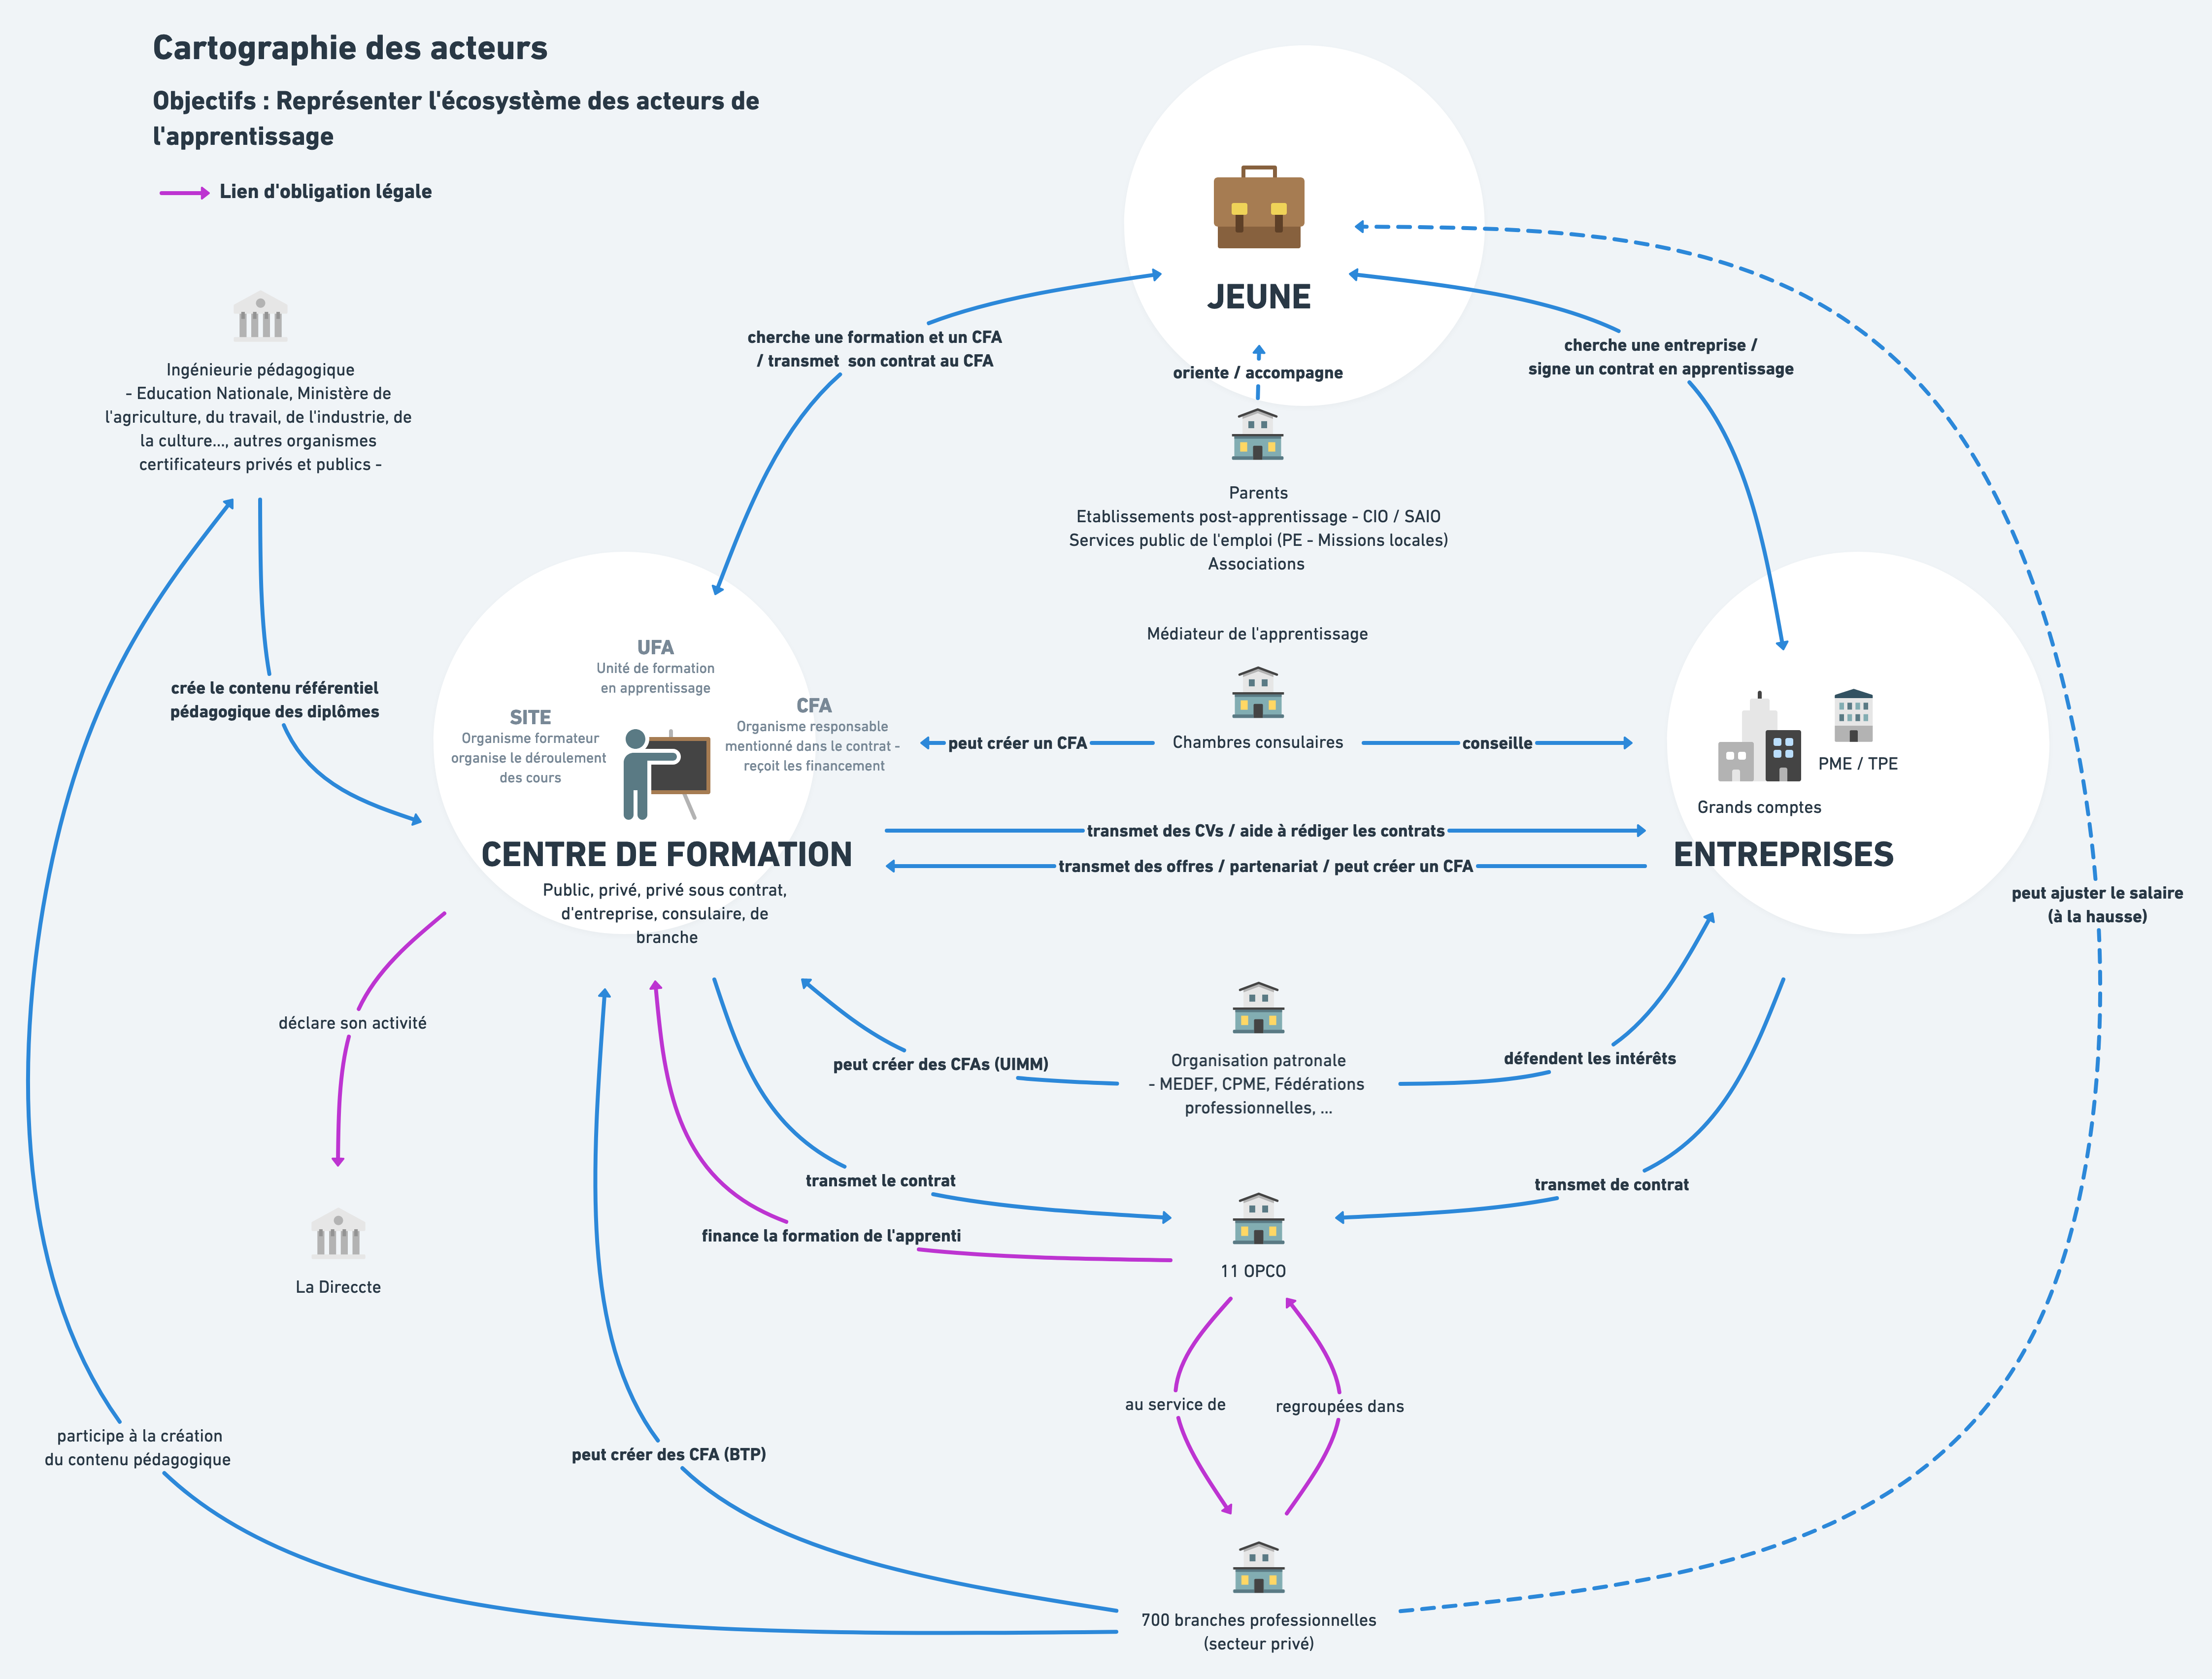 Cartographie des acteurs
Objectifs : Représenter l'écosystème des acteurs de
l'apprentissage
Lien d'obligation légale
JEUNE
cherche une formation et un CFA
/ transmet son contrat au CFA
oriente / accompagne
cherche une entreprise /
signe un contrat en apprentissage
Ingénieurie pédagogique
- Education Nationale, Ministère de
l'agriculture, du travail, de l'industrie, de
la culture..., autres organismes
certificateurs privés et publics -
Parents
Etablissements post-apprentissage - CIO / SAIO
Services public de l'emploi (PE - Missions locales)
Associations
Médiateur de l'apprentissage
crée le contenu référentiel
pédagogique des diplômes
UFA
Unité de formation
en apprentissage
SITE
Organisme formateur
organise le déroulement
des cours
CFA
Organisme responsable
mentionné dans le contrat -
reçoit les financement
peut créer un CFA
Chambres consulaires
conseille
PME / TPE
Grands comptes
transmet des CVs / aide à rédiger les contrats
CENTRE DE FORMATION
transmet des offres / partenariat / peut créer un CFA
ENTREPRISES
Public, privé, privé sous contrat,
d'entreprise, consulaire, de
branche
peut ajuster le salaire
(à la hausse)
déclare son activité
peut créer des CFAs (UIMM)
Organisation patronale
- MEDEF, CPME, Fédérations
professionnelles, ...
défendent les intérêts
transmet le contrat
transmet de contrat
finance la formation de l'apprenti
11 OPCO
La Direccte
au service de
regroupées dans
participe à la création
du contenu pédagogique
peut créer des CFA (BTP)
700 branches professionnelles
(secteur privé)